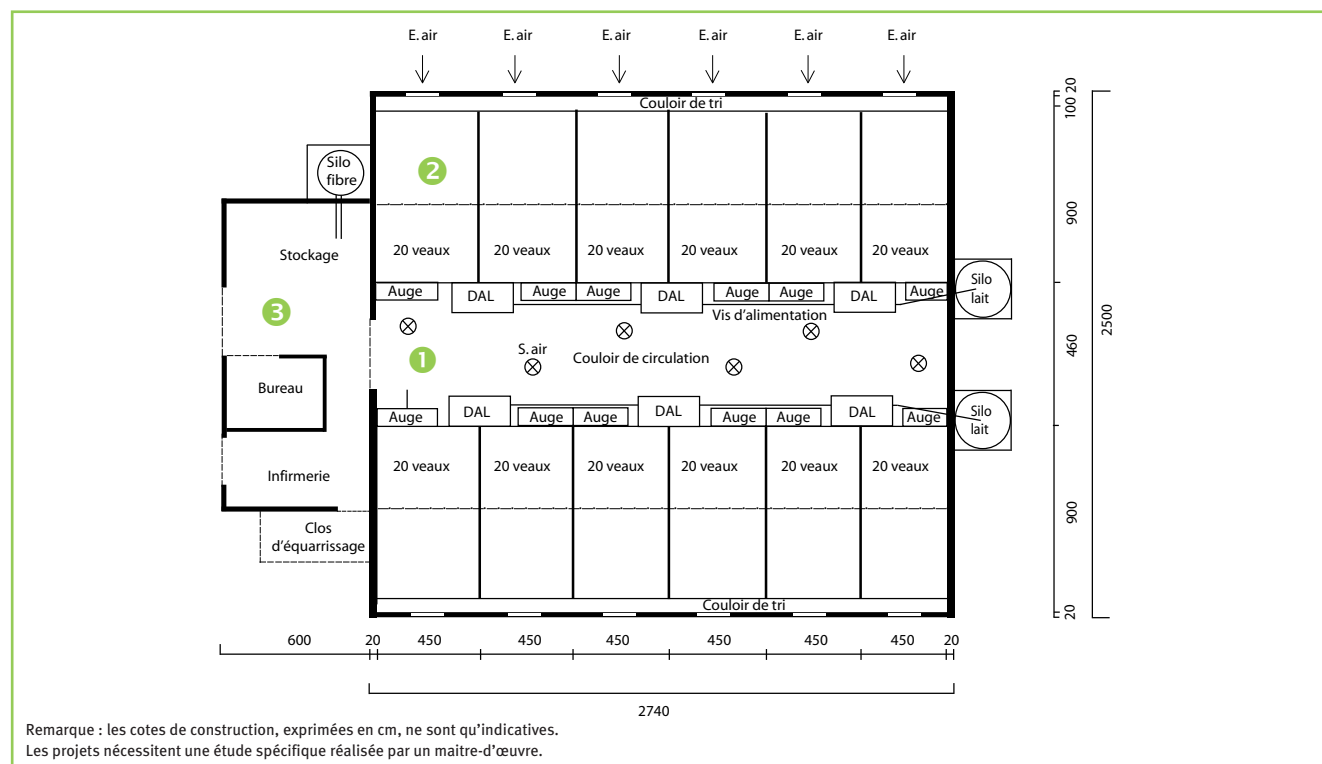 E. air E. air E. air E. air E. air E. air
Couloir de tri
20
100
Silo
fibre
2
900
Stockage
20 veaux 20 veaux 20 veaux 20 veaux 20 veaux 20 veaux
Silo
lait
Auge DAL Auge Auge DAL Auge Auge DAL Auge
3
Vis d'alimentation
2500
S. air
1
Couloir de circulation
460
Bureau
Auge DAL Auge Auge DAL Auge Auge DAL Auge
Silo
lait
20 veaux 20 veaux 20 veaux 20 veaux 20 veaux 20 veaux
Infirmerie
900
Clos
d'équarrissage
Couloir de tri
20
600 20 450 450 450 450 450 450 20
2740
Remarque : les cotes de construction, exprimées en cm, ne sont qu'indicatives.
Les projets nécessitent une étude spécifique réalisée par un maitre-d'œuvre.